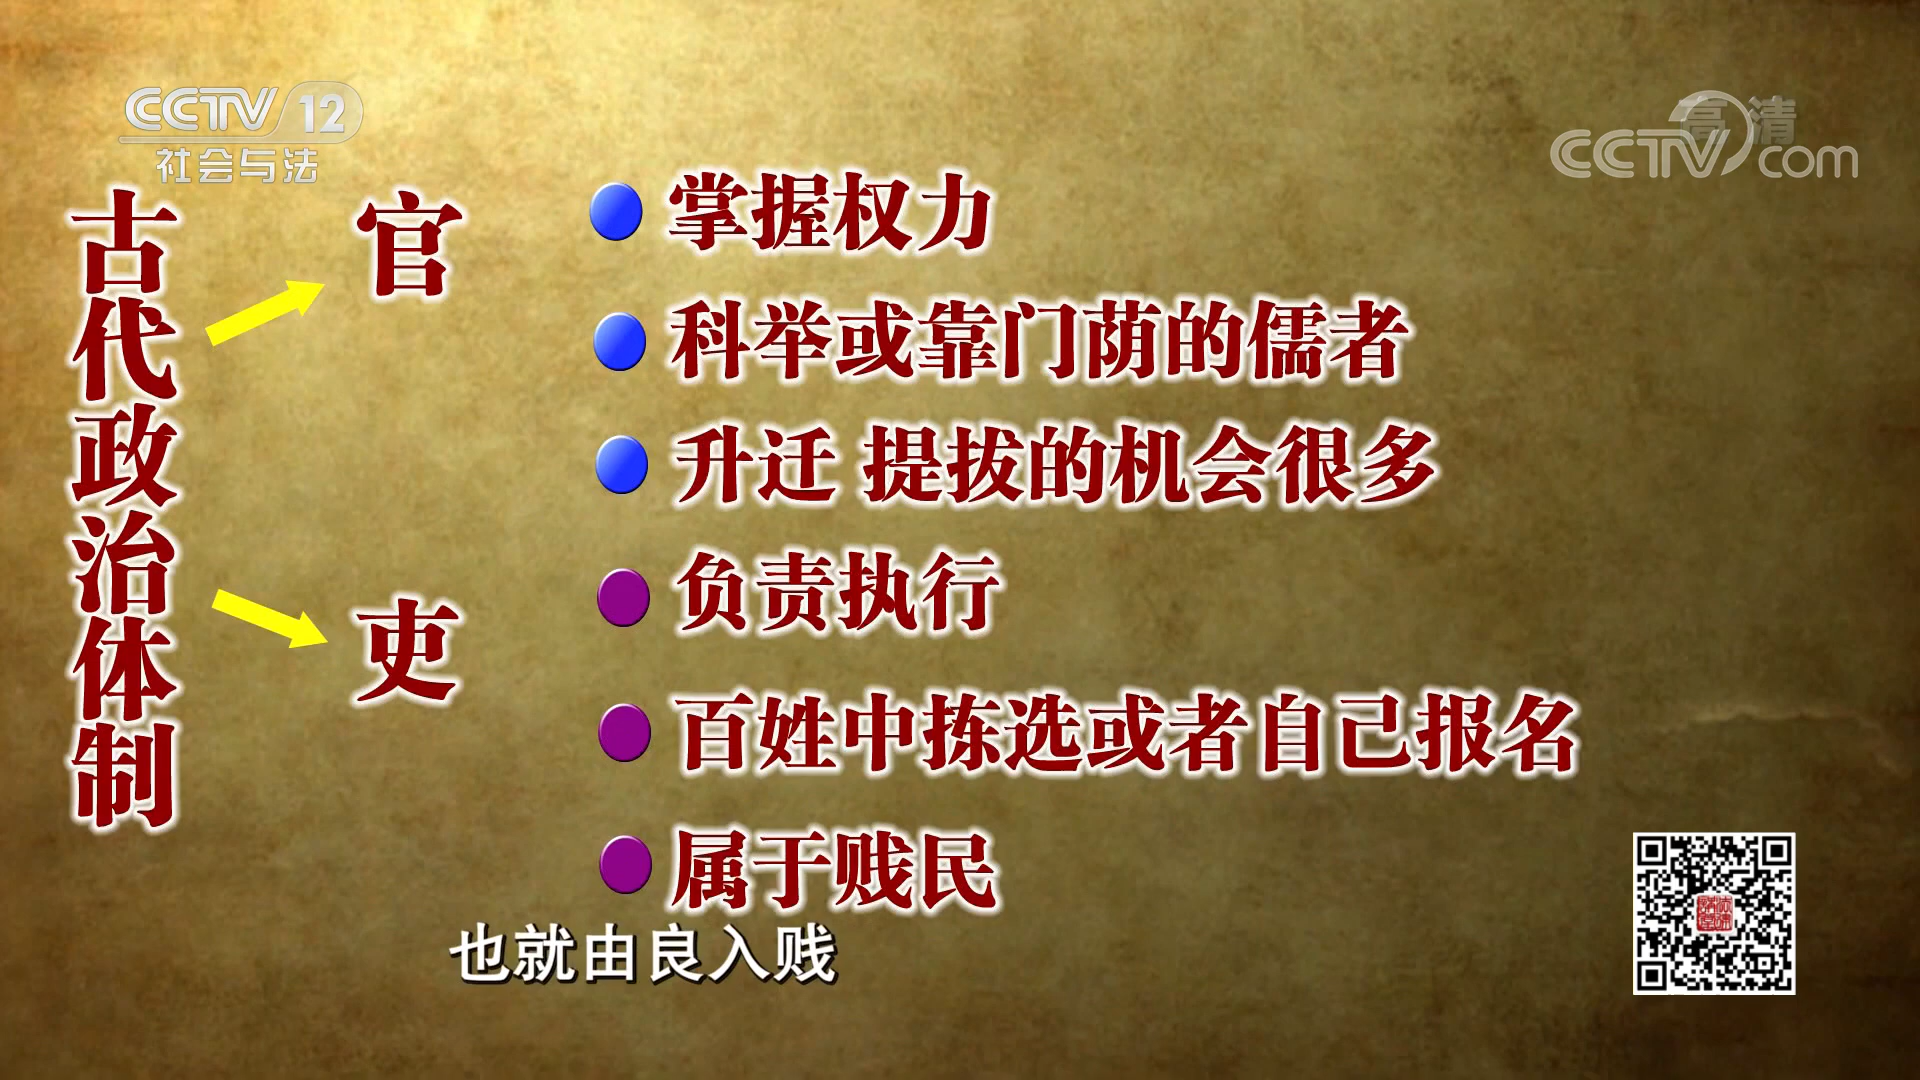 CCTV 12
社会与法
高清
CCTV com
古代政治体制
官
掌握权力
科举或靠门荫的儒者
升迁 提拔的机会很多
吏
负责执行
百姓中拣选或者自己报名
属于贱民
也就由良入贱